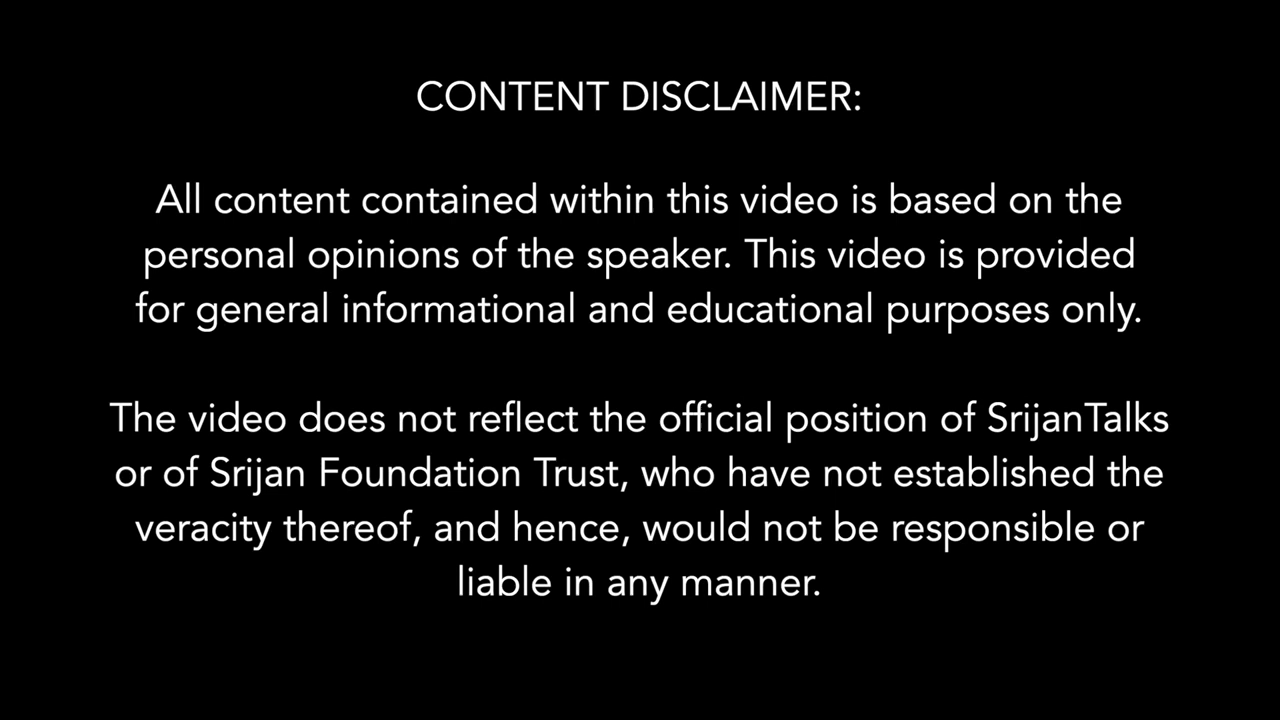 CONTENT DISCLAIMER:
All content contained within this video is based on the
personal opinions of the speaker. This video is provided
for general informational and educational purposes only.
The video does not reflect the official position of SrijanTalks
or of Srijan Foundation Trust, who have not established the
veracity thereof, and hence, would not be responsible or
liable in any manner.